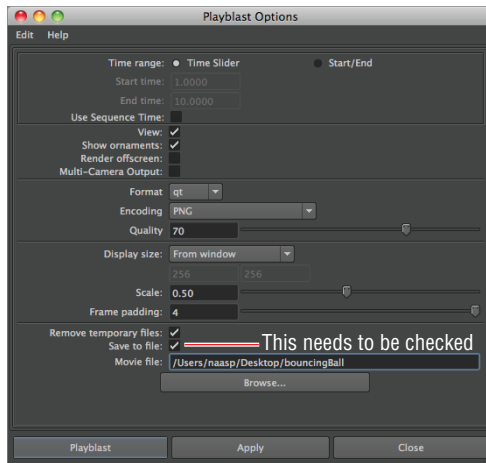 Playblast Options
Edit Help
Time range: Time Slider Start/End
Start time: 1.0000
End time: 10.0000
Use Sequence Time:
View:
Show ornaments:
Render offscreen:
Multi-Camera Output:
Format qt
Encoding PNG
Quality 70
Display size: From window
256 256
Scale: 0.50
Frame padding: 4
Remove temporary files:
Save to file: This needs to be checked
Movie file: /Users/naasp/Desktop/bouncingBall
Browse...
Playblast Apply Close